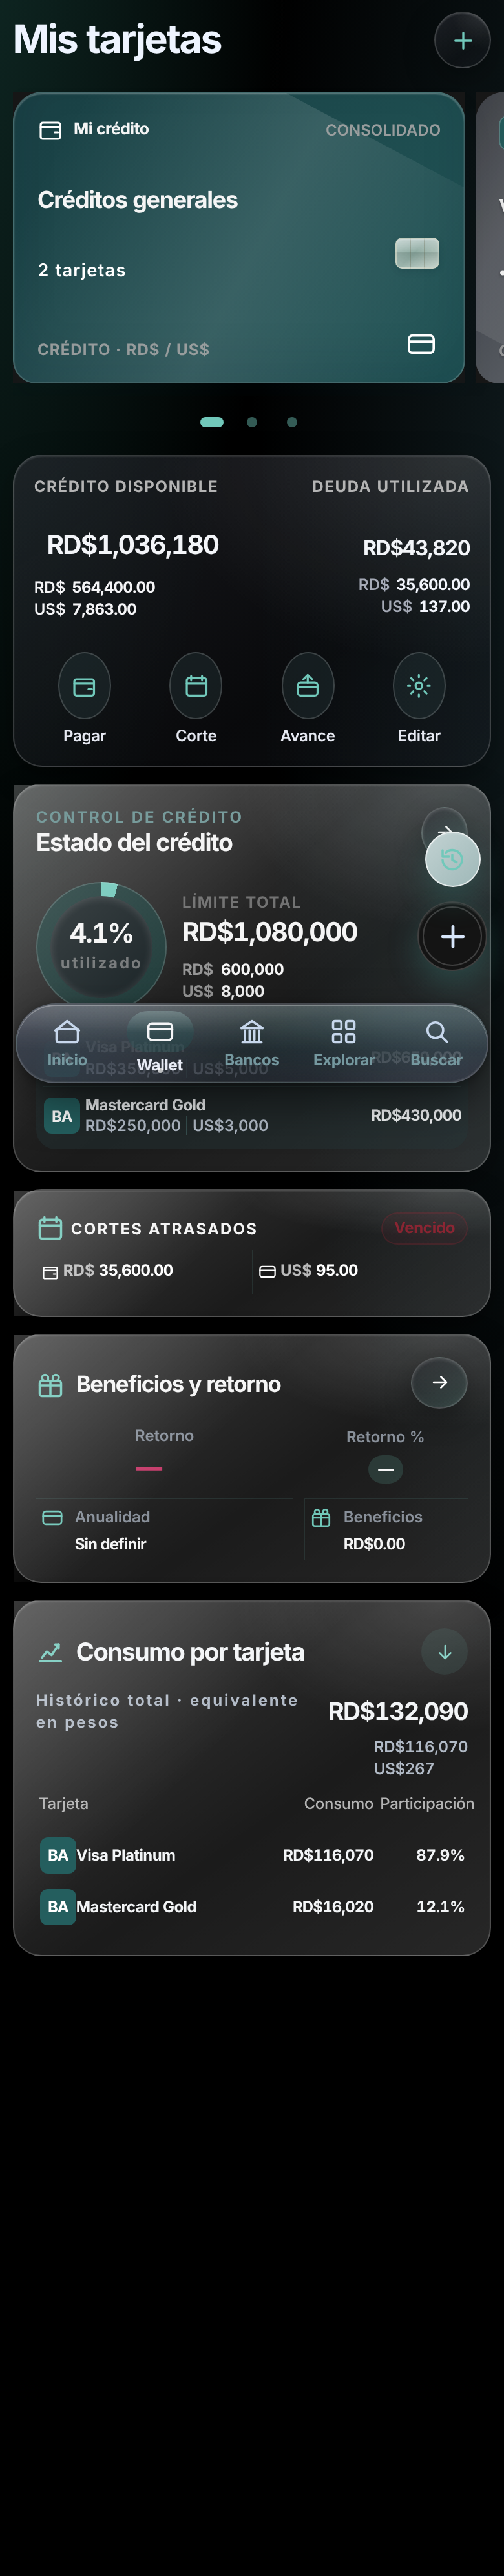 Mis tarjetas
Mi crédito
CONSOLIDADO
Créditos generales
2 tarjetas
CRÉDITO · RD$ / US$
CRÉDITO DISPONIBLE
DEUDA UTILIZADA
RD$1,036,180
RD$43,820
RD$ 564,400.00
RD$ 35,600.00
US$ 7,863.00
US$ 137.00
Pagar
Corte
Avance
Editar
CONTROL DE CRÉDITO
Estado del crédito
4.1%
utilizado
LÍMITE TOTAL
RD$1,080,000
RD$ 600,000
US$ 8,000
Visa Platinum
US$5,000
Inicio
Wallet
Bancos
Explorar
Buscar
BA
Mastercard Gold
RD$250,000
US$3,000
RD$430,000
CORTES ATRASADOS
Vencido
RD$ 35,600.00
US$ 95.00
Beneficios y retorno
Retorno
Retorno %
—
—
Anualidad
Sin definir
Beneficios
RD$0.00
Consumo por tarjeta
Histórico total · equivalente
en pesos
RD$132,090
RD$116,070
US$267
Tarjeta
Consumo
Participación
BA
Visa Platinum
RD$116,070
87.9%
BA
Mastercard Gold
RD$16,020
12.1%